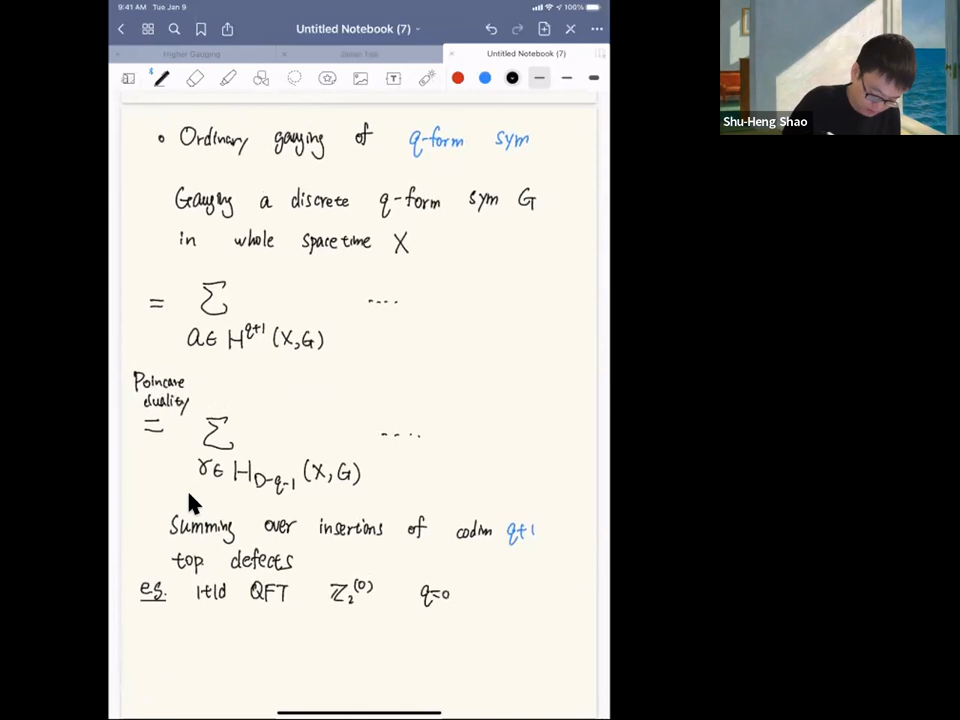 9:41 AM Tue Jan 9
100%
Untitled Notebook (7)
Higher Gauging
Untitled Notebook (7)
Shu-Heng Shao
• Ordinary gauging of q-form sym
Gauging a discrete q-form sym G
in whole spacetime X
= Σ ....
a∈ H^{q+1} (X,G)
Poincare
duality
= Σ ....
γ∈ H_{D-q-1} (X,G)
Summing over insertions of codim q+1
top defects
e.g. 1+1d QFT ℤ₂^{(0)} q=0